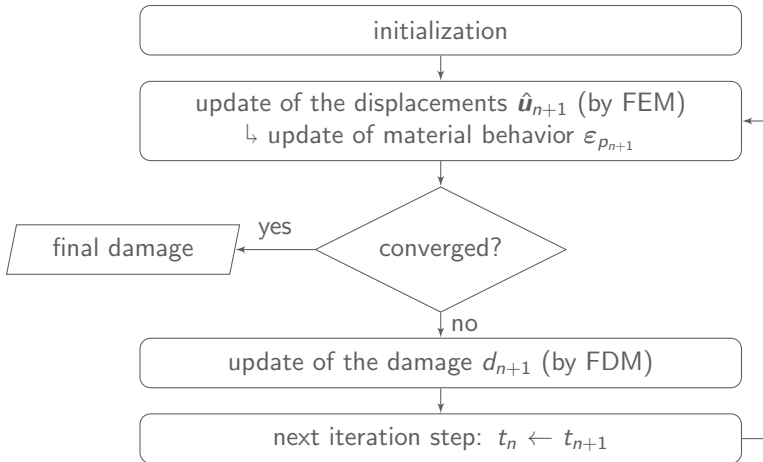 initialization
update of the displacements û_{n+1} (by FEM)
↳ update of material behavior ε_{p_{n+1}}
yes
final damage
converged?
no
update of the damage d_{n+1} (by FDM)
next iteration step: t_n ← t_{n+1}